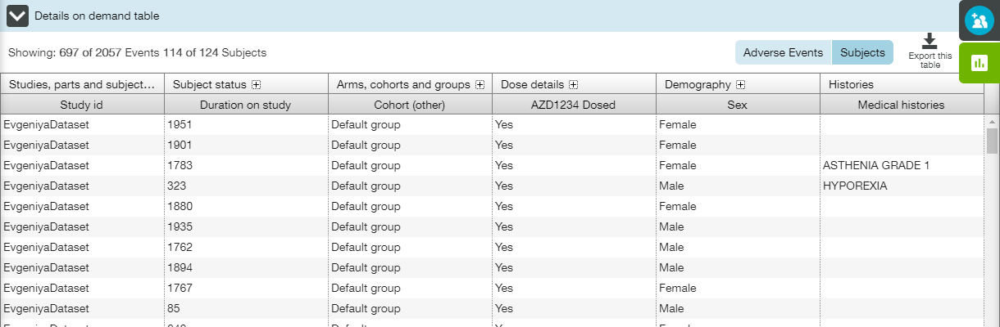 Details on demand table
Showing: 697 of 2057 Events 114 of 124 Subjects
Adverse Events Subjects Export this table
Studies, parts and subject... Subject status Arms, cohorts and groups Dose details Demography Histories
Study id Duration on study Cohort (other) AZD1234 Dosed Sex Medical histories
EvgeniyaDataset 1951 Default group Yes Female
EvgeniyaDataset 1901 Default group Yes Female
EvgeniyaDataset 1783 Default group Yes Female ASTHENIA GRADE 1
EvgeniyaDataset 323 Default group Yes Male HYPOREXIA
EvgeniyaDataset 1880 Default group Yes Female
EvgeniyaDataset 1935 Default group Yes Male
EvgeniyaDataset 1762 Default group Yes Male
EvgeniyaDataset 1894 Default group Yes Male
EvgeniyaDataset 1767 Default group Yes Female
EvgeniyaDataset 85 Default group Yes Male